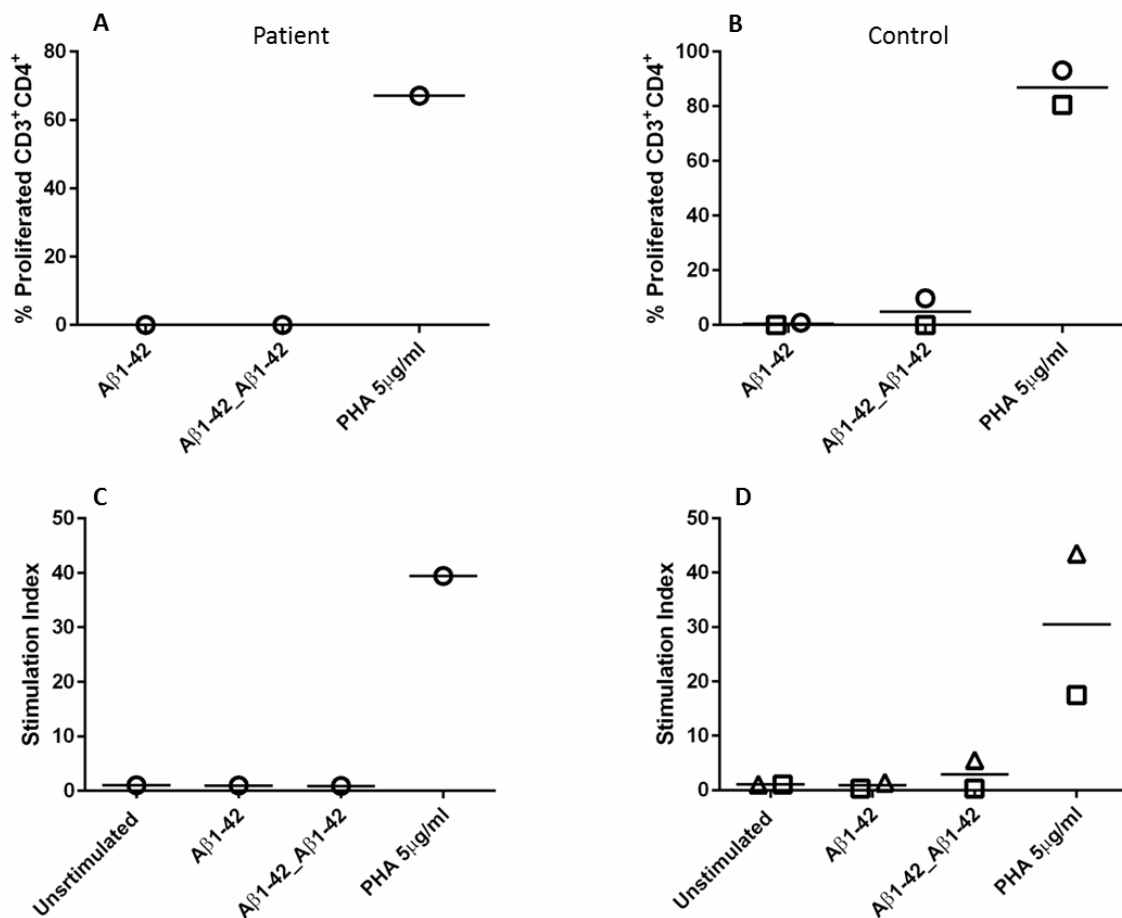 A
Patient
% Proliferated CD3+CD4+
80
60
40
20
0
Aβ1-42
Aβ1-42_Aβ1-42
PHA 5μg/ml
B
Control
% Proliferated CD3+CD4+
100
80
60
40
20
0
Aβ1-42
Aβ1-42_Aβ1-42
PHA 5μg/ml
C
Stimulation Index
50
40
30
20
10
0
Unsrtimulated
Aβ1-42
Aβ1-42_Aβ1-42
PHA 5μg/ml
D
Stimulation Index
50
40
30
20
10
0
Unstimulated
Aβ1-42
Aβ1-42_Aβ1-42
PHA 5μg/ml